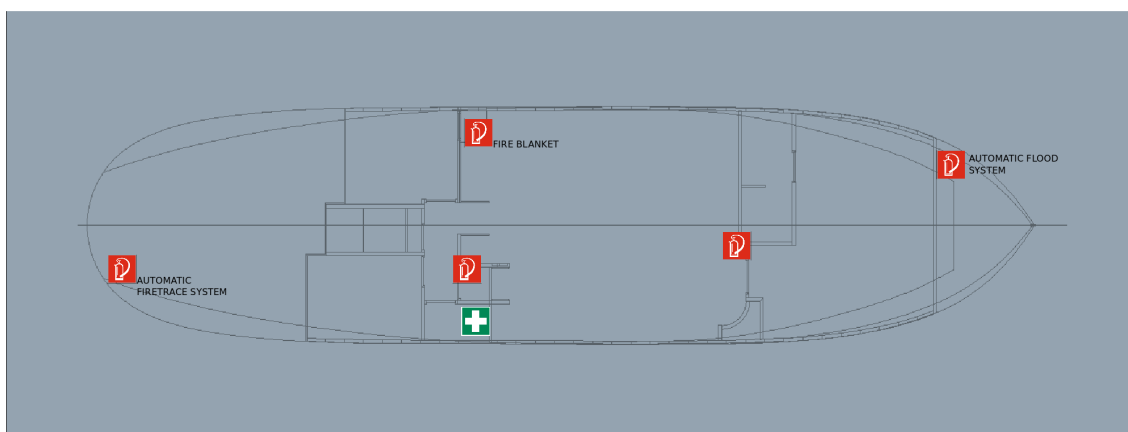 FIRE BLANKET
AUTOMATIC FLOOD
SYSTEM
AUTOMATIC
FIRETRACE SYSTEM